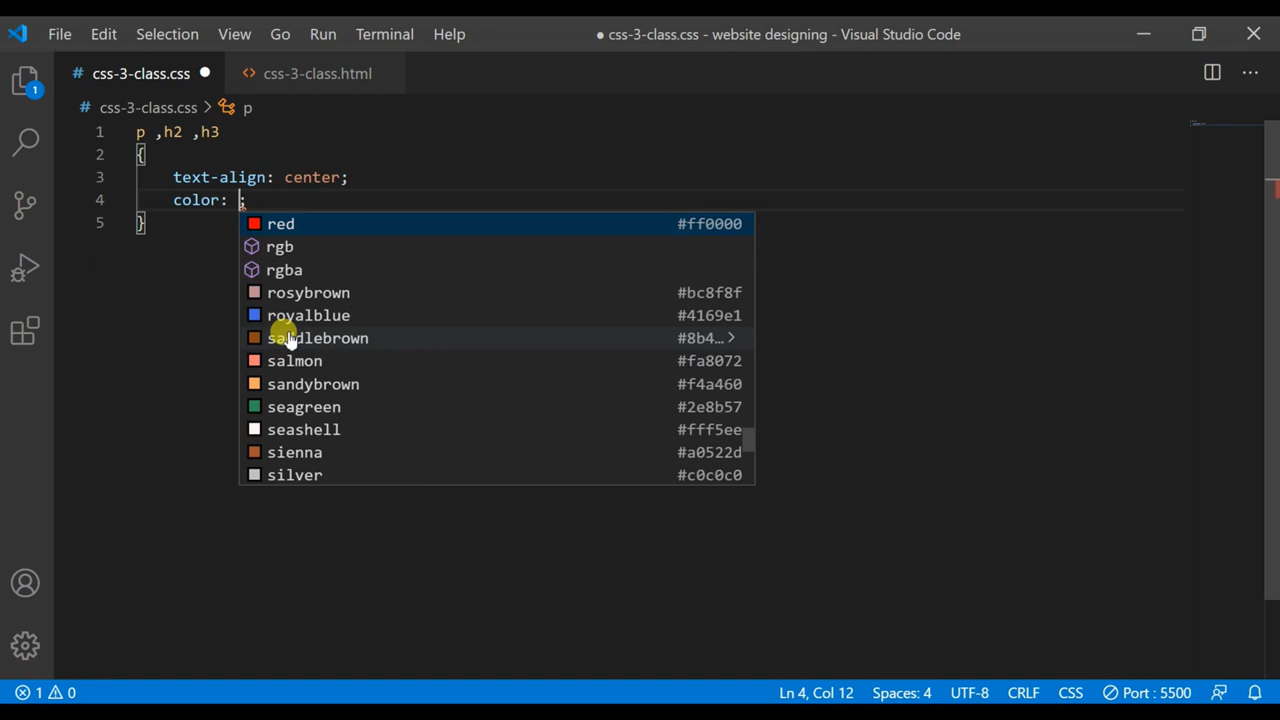 File Edit Selection View Go Run Terminal Help ● css-3-class.css - website designing - Visual Studio Code
# css-3-class.css ● <> css-3-class.html
# css-3-class.css > p
1 p ,h2 ,h3
2 {
3 text-align: center;
4 color: ;
5 }
red #ff0000
rgb
rgba
rosybrown #bc8f8f
royalblue #4169e1
saddlebrown #8b4… >
salmon #fa8072
sandybrown #f4a460
seagreen #2e8b57
seashell #fff5ee
sienna #a0522d
silver #c0c0c0
1
1 0 Ln 4, Col 12 Spaces: 4 UTF-8 CRLF CSS Port : 5500